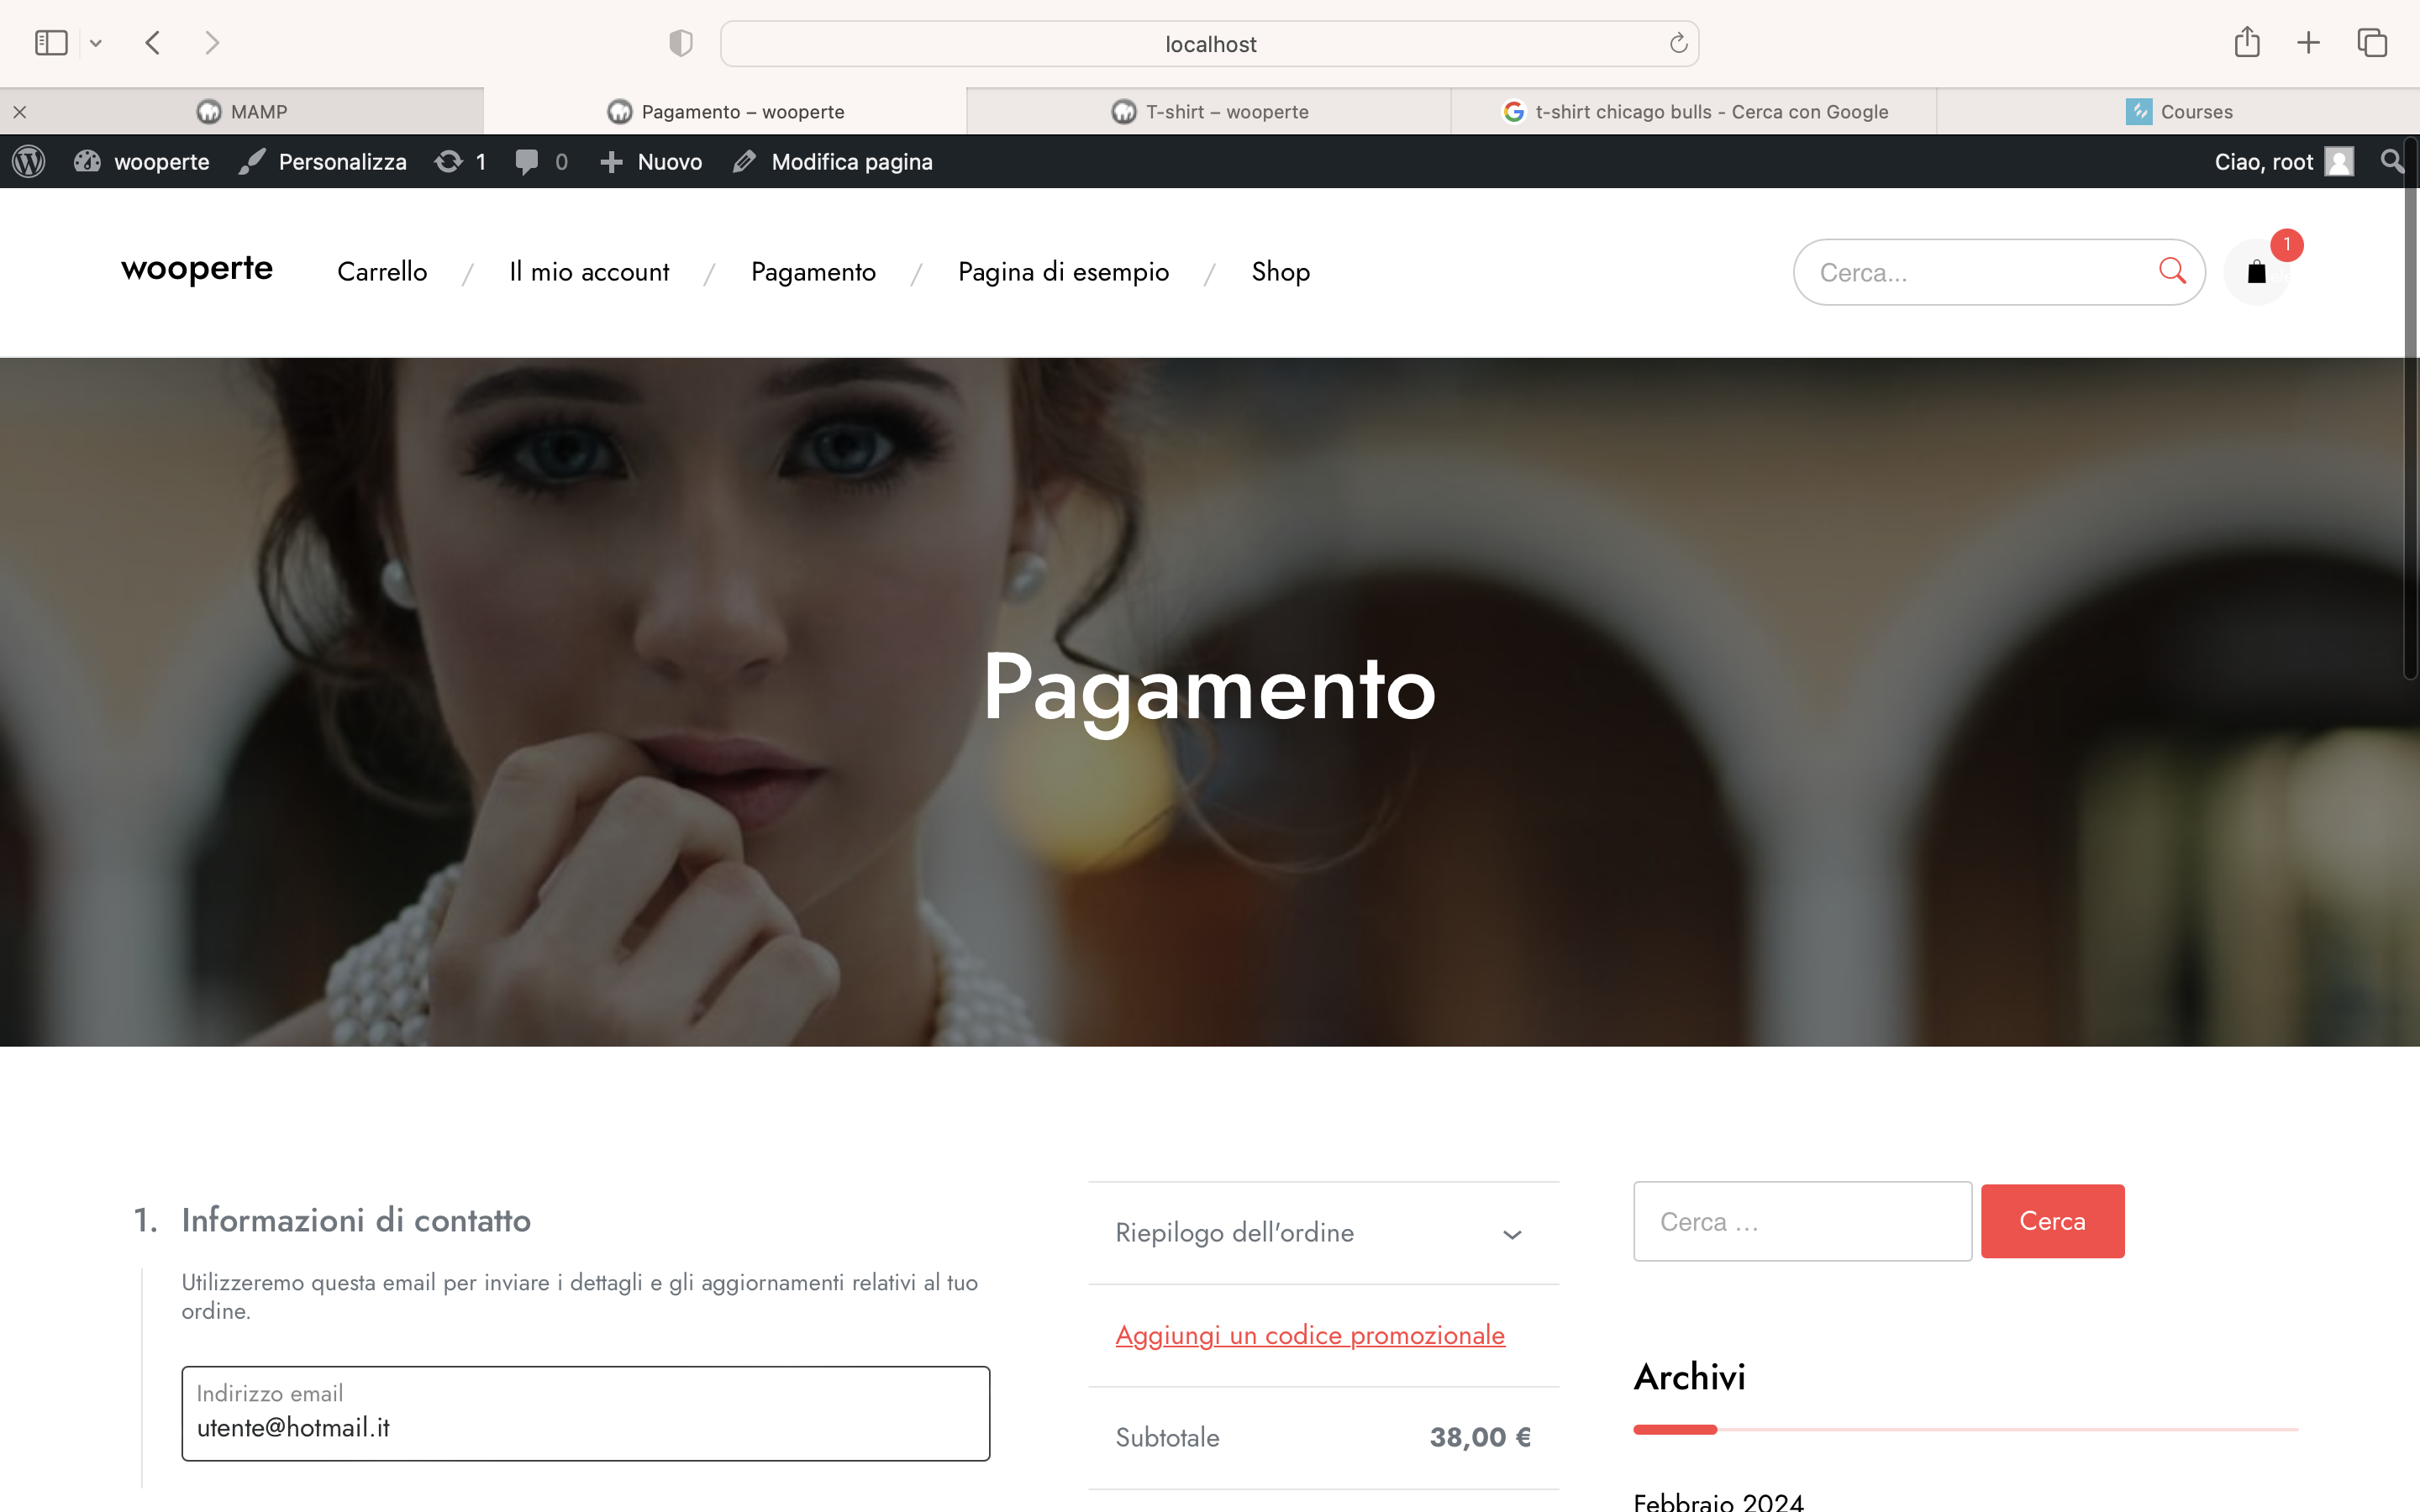 localhost
MAMP
Pagamento – wooperte
T-shirt – wooperte
t-shirt chicago bulls - Cerca con Google
Courses
wooperte
Personalizza
1
0
Nuovo
Modifica pagina
Ciao, root
wooperte
Carrello / Il mio account / Pagamento / Pagina di esempio / Shop
Cerca...
1
Pagamento
1. Informazioni di contatto
Utilizzeremo questa email per inviare i dettagli e gli aggiornamenti relativi al tuo
ordine.
Indirizzo email
utente@hotmail.it
Riepilogo dell'ordine
Aggiungi un codice promozionale
Subtotale 38,00 €
Cerca …
Cerca
Archivi
Febbraio 2024